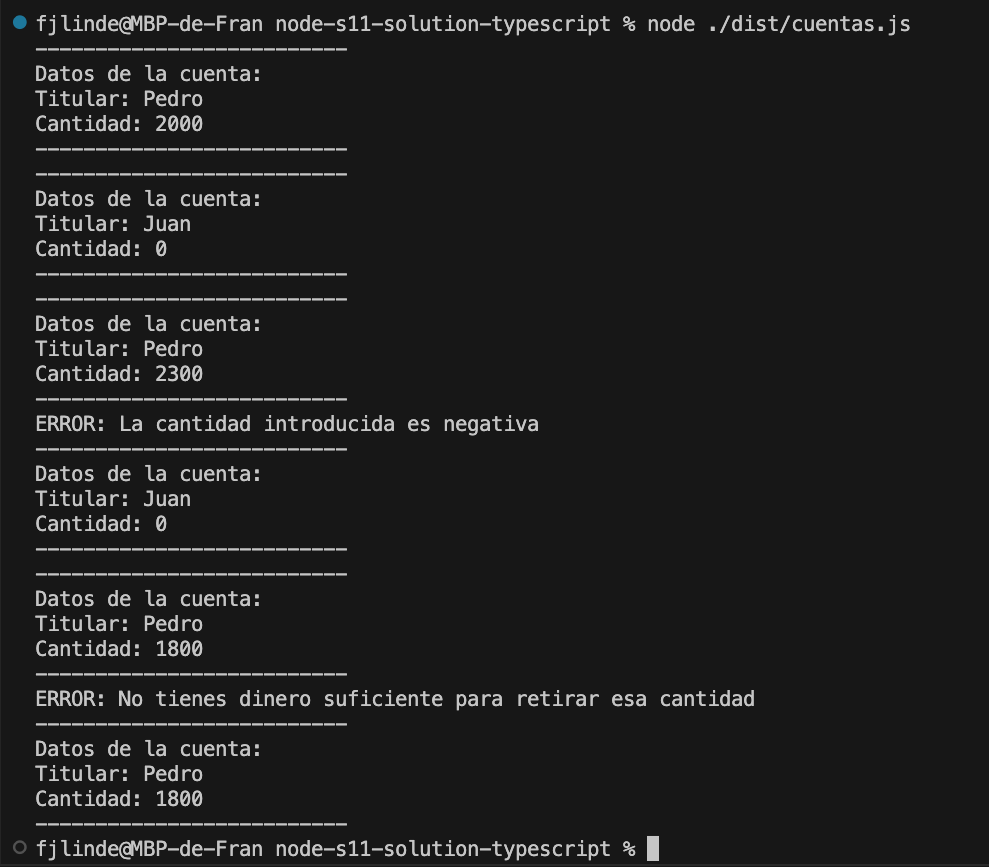 fjlinde@MBP-de-Fran node-s11-solution-typescript % node ./dist/cuentas.js
--------------------------
Datos de la cuenta:
Titular: Pedro
Cantidad: 2000
--------------------------
--------------------------
Datos de la cuenta:
Titular: Juan
Cantidad: 0
--------------------------
--------------------------
Datos de la cuenta:
Titular: Pedro
Cantidad: 2300
--------------------------
ERROR: La cantidad introducida es negativa
--------------------------
Datos de la cuenta:
Titular: Juan
Cantidad: 0
--------------------------
--------------------------
Datos de la cuenta:
Titular: Pedro
Cantidad: 1800
--------------------------
ERROR: No tienes dinero suficiente para retirar esa cantidad
--------------------------
Datos de la cuenta:
Titular: Pedro
Cantidad: 1800
--------------------------
fjlinde@MBP-de-Fran node-s11-solution-typescript %